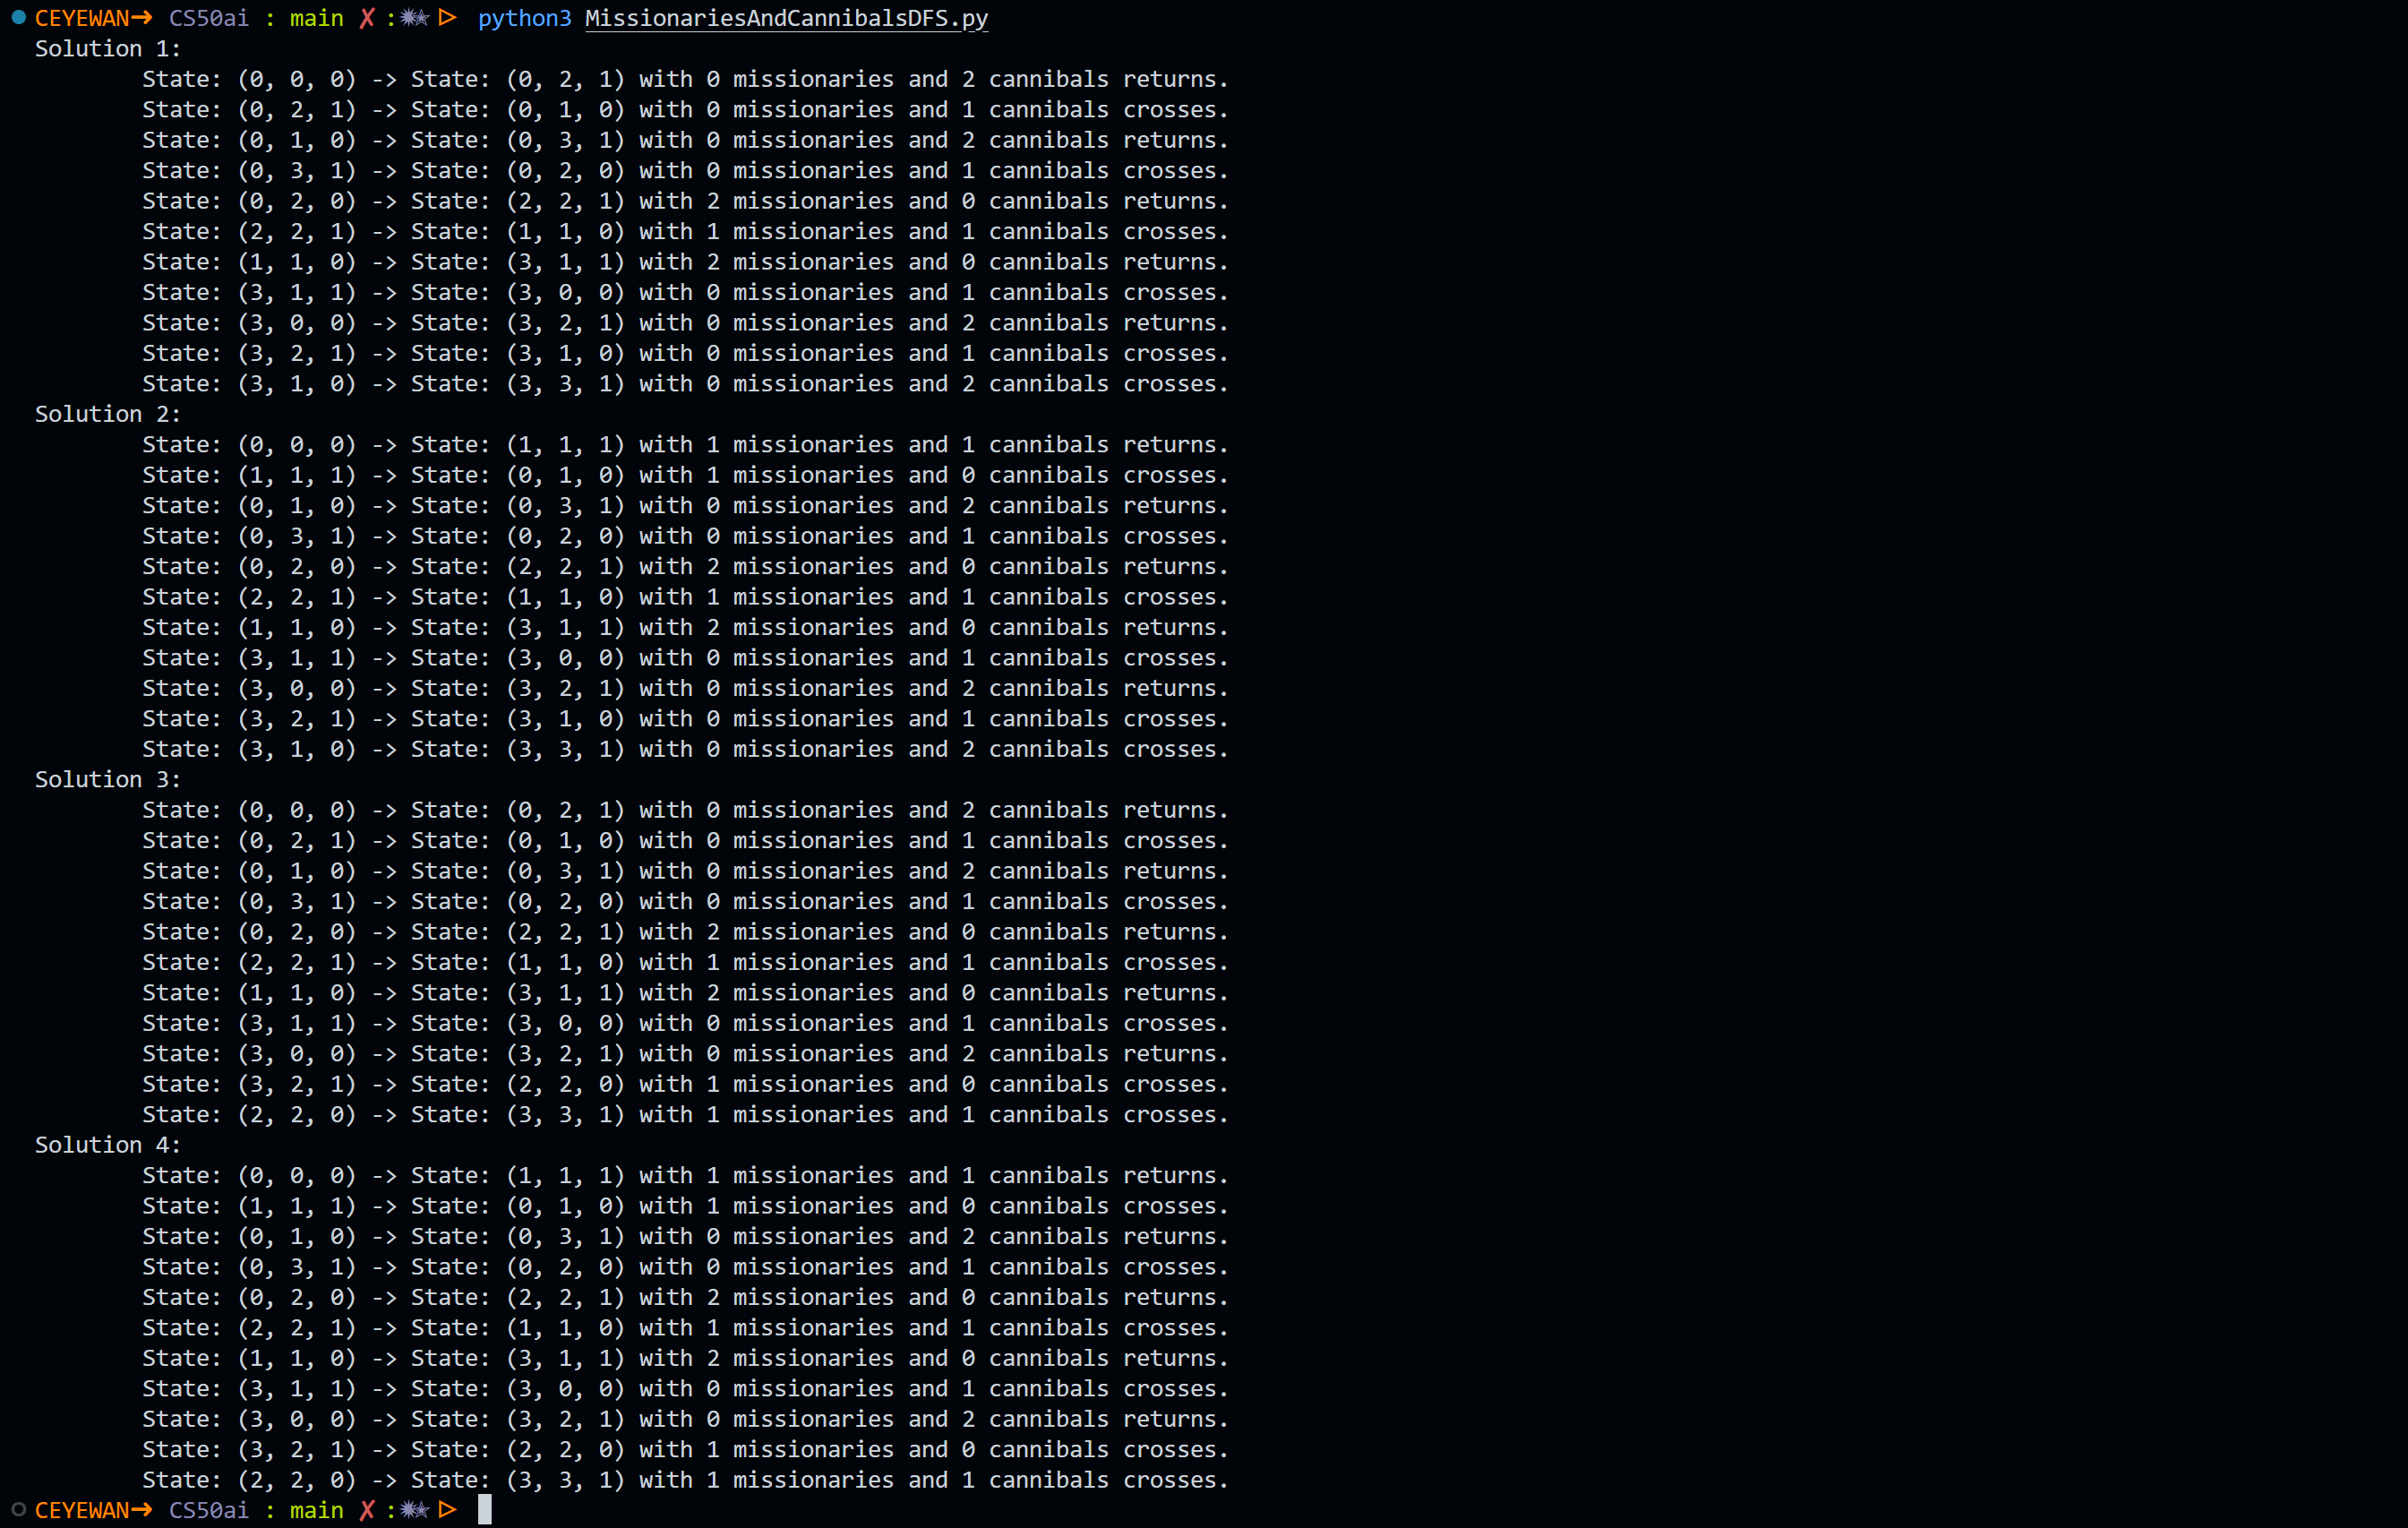 CEYEWAN➜ CS50ai : main ✗ :✹✭ ▷ python3 MissionariesAndCannibalsDFS.py
Solution 1:
State: (0, 0, 0) -> State: (0, 2, 1) with 0 missionaries and 2 cannibals returns.
State: (0, 2, 1) -> State: (0, 1, 0) with 0 missionaries and 1 cannibals crosses.
State: (0, 1, 0) -> State: (0, 3, 1) with 0 missionaries and 2 cannibals returns.
State: (0, 3, 1) -> State: (0, 2, 0) with 0 missionaries and 1 cannibals crosses.
State: (0, 2, 0) -> State: (2, 2, 1) with 2 missionaries and 0 cannibals returns.
State: (2, 2, 1) -> State: (1, 1, 0) with 1 missionaries and 1 cannibals crosses.
State: (1, 1, 0) -> State: (3, 1, 1) with 2 missionaries and 0 cannibals returns.
State: (3, 1, 1) -> State: (3, 0, 0) with 0 missionaries and 1 cannibals crosses.
State: (3, 0, 0) -> State: (3, 2, 1) with 0 missionaries and 2 cannibals returns.
State: (3, 2, 1) -> State: (3, 1, 0) with 0 missionaries and 1 cannibals crosses.
State: (3, 1, 0) -> State: (3, 3, 1) with 0 missionaries and 2 cannibals crosses.
Solution 2:
State: (0, 0, 0) -> State: (1, 1, 1) with 1 missionaries and 1 cannibals returns.
State: (1, 1, 1) -> State: (0, 1, 0) with 1 missionaries and 0 cannibals crosses.
State: (0, 1, 0) -> State: (0, 3, 1) with 0 missionaries and 2 cannibals returns.
State: (0, 3, 1) -> State: (0, 2, 0) with 0 missionaries and 1 cannibals crosses.
State: (0, 2, 0) -> State: (2, 2, 1) with 2 missionaries and 0 cannibals returns.
State: (2, 2, 1) -> State: (1, 1, 0) with 1 missionaries and 1 cannibals crosses.
State: (1, 1, 0) -> State: (3, 1, 1) with 2 missionaries and 0 cannibals returns.
State: (3, 1, 1) -> State: (3, 0, 0) with 0 missionaries and 1 cannibals crosses.
State: (3, 0, 0) -> State: (3, 2, 1) with 0 missionaries and 2 cannibals returns.
State: (3, 2, 1) -> State: (3, 1, 0) with 0 missionaries and 1 cannibals crosses.
State: (3, 1, 0) -> State: (3, 3, 1) with 0 missionaries and 2 cannibals crosses.
Solution 3:
State: (0, 0, 0) -> State: (0, 2, 1) with 0 missionaries and 2 cannibals returns.
State: (0, 2, 1) -> State: (0, 1, 0) with 0 missionaries and 1 cannibals crosses.
State: (0, 1, 0) -> State: (0, 3, 1) with 0 missionaries and 2 cannibals returns.
State: (0, 3, 1) -> State: (0, 2, 0) with 0 missionaries and 1 cannibals crosses.
State: (0, 2, 0) -> State: (2, 2, 1) with 2 missionaries and 0 cannibals returns.
State: (2, 2, 1) -> State: (1, 1, 0) with 1 missionaries and 1 cannibals crosses.
State: (1, 1, 0) -> State: (3, 1, 1) with 2 missionaries and 0 cannibals returns.
State: (3, 1, 1) -> State: (3, 0, 0) with 0 missionaries and 1 cannibals crosses.
State: (3, 0, 0) -> State: (3, 2, 1) with 0 missionaries and 2 cannibals returns.
State: (3, 2, 1) -> State: (2, 2, 0) with 1 missionaries and 0 cannibals crosses.
State: (2, 2, 0) -> State: (3, 3, 1) with 1 missionaries and 1 cannibals crosses.
Solution 4:
State: (0, 0, 0) -> State: (1, 1, 1) with 1 missionaries and 1 cannibals returns.
State: (1, 1, 1) -> State: (0, 1, 0) with 1 missionaries and 0 cannibals crosses.
State: (0, 1, 0) -> State: (0, 3, 1) with 0 missionaries and 2 cannibals returns.
State: (0, 3, 1) -> State: (0, 2, 0) with 0 missionaries and 1 cannibals crosses.
State: (0, 2, 0) -> State: (2, 2, 1) with 2 missionaries and 0 cannibals returns.
State: (2, 2, 1) -> State: (1, 1, 0) with 1 missionaries and 1 cannibals crosses.
State: (1, 1, 0) -> State: (3, 1, 1) with 2 missionaries and 0 cannibals returns.
State: (3, 1, 1) -> State: (3, 0, 0) with 0 missionaries and 1 cannibals crosses.
State: (3, 0, 0) -> State: (3, 2, 1) with 0 missionaries and 2 cannibals returns.
State: (3, 2, 1) -> State: (2, 2, 0) with 1 missionaries and 0 cannibals crosses.
State: (2, 2, 0) -> State: (3, 3, 1) with 1 missionaries and 1 cannibals crosses.
CEYEWAN➜ CS50ai : main ✗ :✹✭ ▷